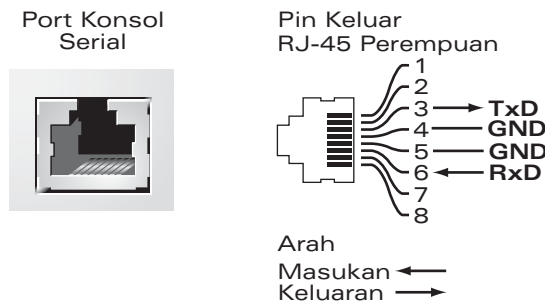 Port Konsol
Serial
Pin Keluar
RJ-45 Perempuan
1
2
3 TxD
4 GND
5 GND
6 RxD
7
8
Arah
Masukan
Keluaran